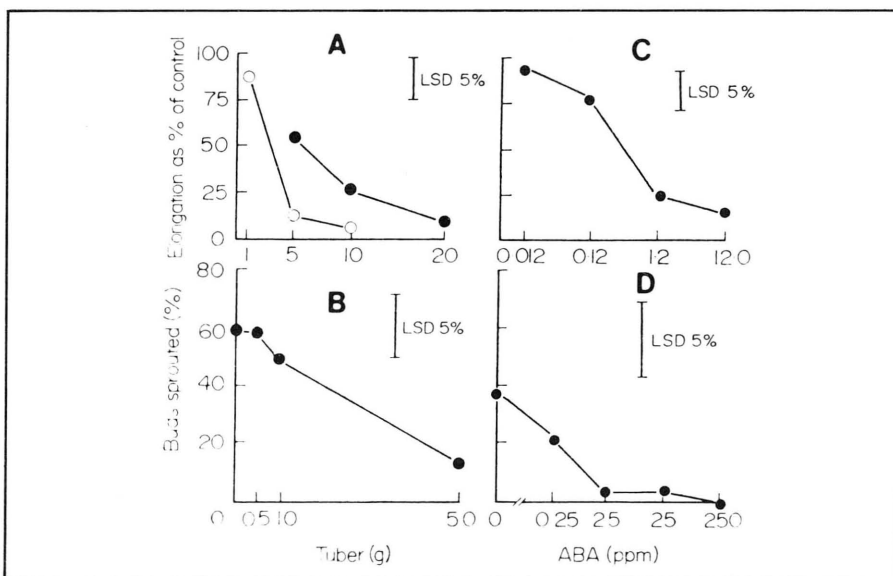 A
Elongation as % of control
100
75
50
25
0
1 5 10 20
LSD 5%
C
LSD 5%
0.012 0.12 1.2 12.0
B
Buds sprouted (%)
80
60
40
20
0 0.5 1.0 5.0
LSD 5%
Tuber (g)
D
LSD 5%
0 0.25 2.5 25 250
ABA (ppm)